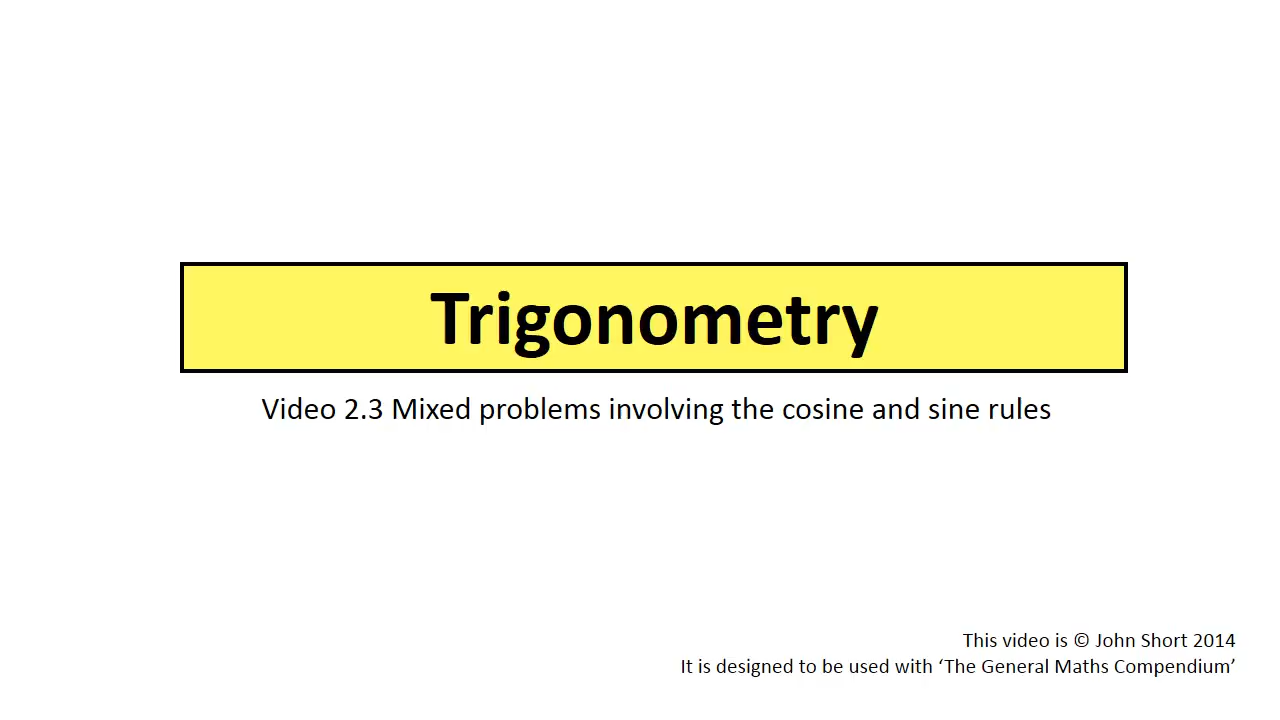 Trigonometry
Video 2.3 Mixed problems involving the cosine and sine rules
This video is © John Short 2014
It is designed to be used with ‘The General Maths Compendium’